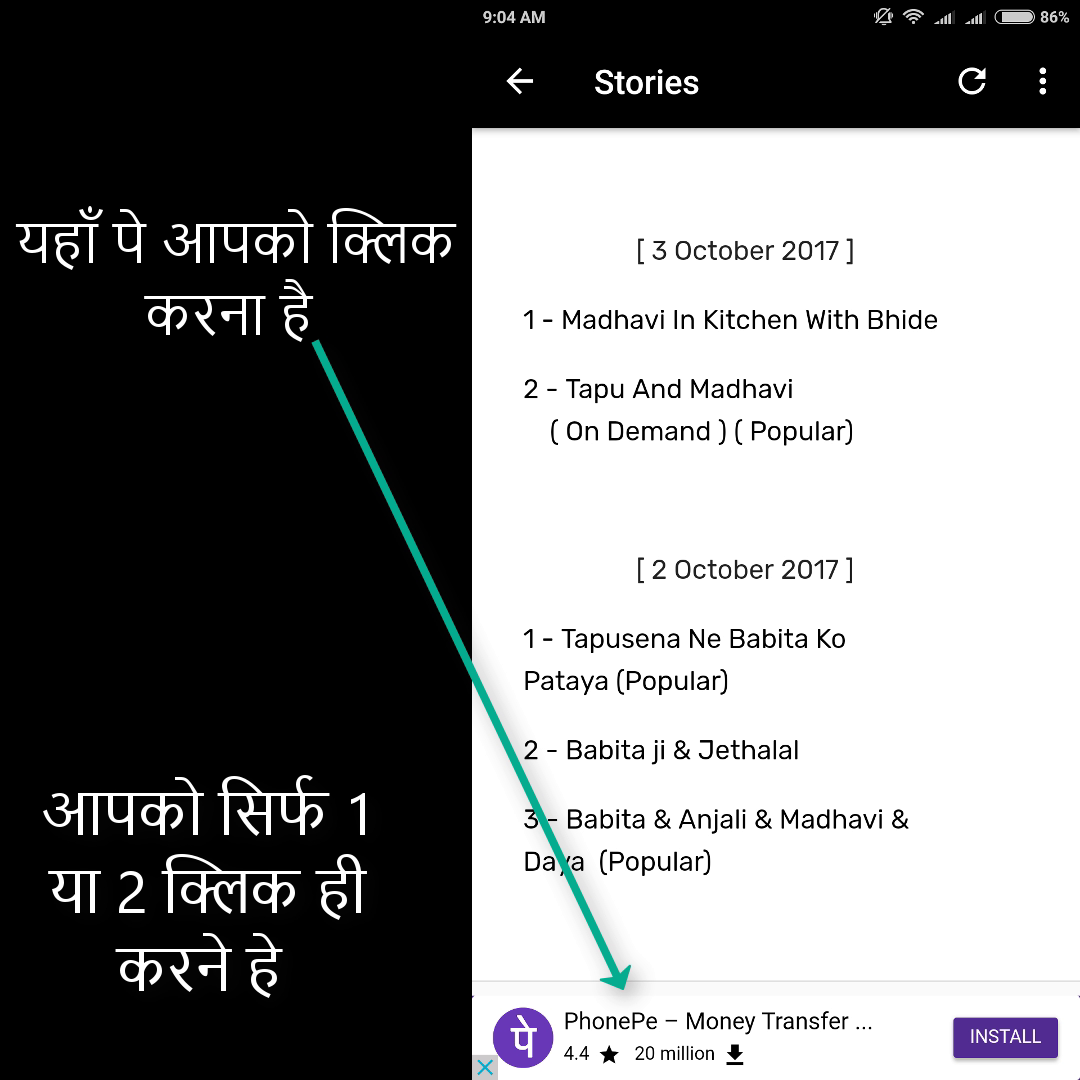 9:04 AM
86%
Stories
यहाँ पे आपको क्लिक
करना है
[ 3 October 2017 ]
1 - Madhavi In Kitchen With Bhide
2 - Tapu And Madhavi
( On Demand ) ( Popular)
[ 2 October 2017 ]
1 - Tapusena Ne Babita Ko
Pataya (Popular)
2 - Babita ji & Jethalal
3 - Babita & Anjali & Madhavi &
Daya (Popular)
आपको सिर्फ 1
या 2 क्लिक ही
करने हे
पे
PhonePe – Money Transfer ...
4.4 ★ 20 million
INSTALL